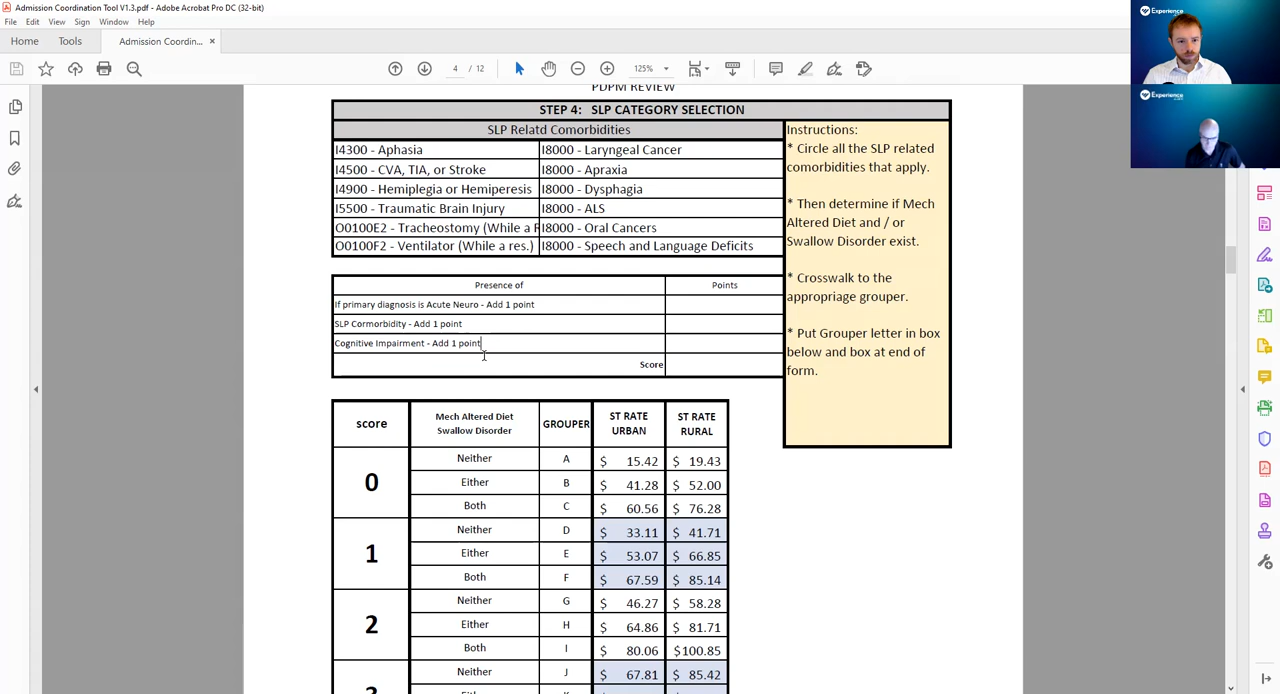 Admission Coordination Tool V1.3.pdf - Adobe Acrobat Pro DC (32-bit)
File Edit View Sign Window Help
Home Tools Admission Coordin... ×
4 / 12 125%
PDPM REVIEW
STEP 4: SLP CATEGORY SELECTION
SLP Relatd Comorbidities
I4300 - Aphasia I8000 - Laryngeal Cancer
I4500 - CVA, TIA, or Stroke I8000 - Apraxia
I4900 - Hemiplegia or Hemiperesis I8000 - Dysphagia
I5500 - Traumatic Brain Injury I8000 - ALS
O0100E2 - Tracheostomy (While a R I8000 - Oral Cancers
O0100F2 - Ventilator (While a res.) I8000 - Speech and Language Deficits
Instructions:
* Circle all the SLP related
comorbidities that apply.
* Then determine if Mech
Altered Diet and / or
Swallow Disorder exist.
* Crosswalk to the
appropriage grouper.
* Put Grouper letter in box
below and box at end of
form.
Presence of Points
If primary diagnosis is Acute Neuro - Add 1 point
SLP Cormorbidity - Add 1 point
Cognitive Impairment - Add 1 point
Score
score Mech Altered Diet Swallow Disorder GROUPER ST RATE URBAN ST RATE RURAL
0
Neither A $ 15.42 $ 19.43
Either B $ 41.28 $ 52.00
Both C $ 60.56 $ 76.28
1
Neither D $ 33.11 $ 41.71
Either E $ 53.07 $ 66.85
Both F $ 67.59 $ 85.14
2
Neither G $ 46.27 $ 58.28
Either H $ 64.86 $ 81.71
Both I $ 80.06 $100.85
Neither J $ 67.81 $ 85.42
Experience
Experience